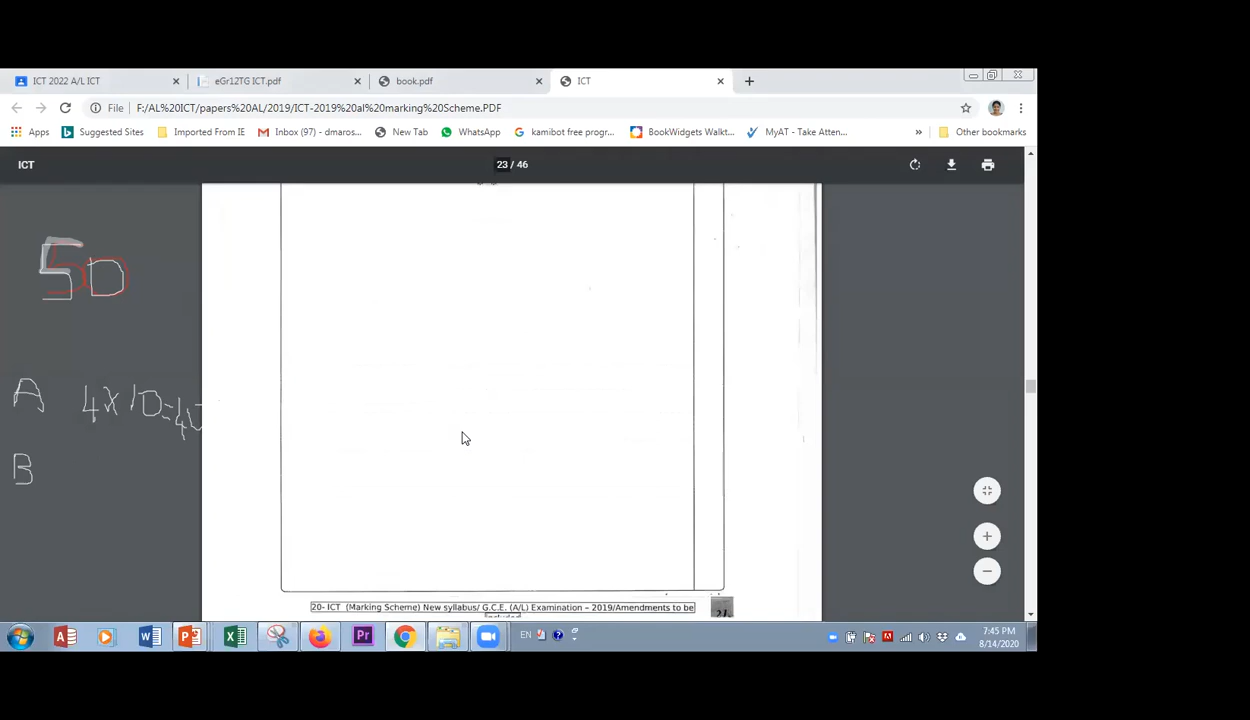 ICT 2022 A/L ICT
eGr12TG ICT.pdf
book.pdf
ICT
File F:/AL%20ICT/papers%20AL/2019/ICT-2019%20al%20marking%20Scheme.PDF
Apps Suggested Sites Imported From IE Inbox (97) - dmaros... New Tab WhatsApp kamibot free progr... BookWidgets Walkt... MyAT - Take Atten... » Other bookmarks
ICT 23 / 46
50
A 4X10=40
B
20- ICT (Marking Scheme) New syllabus/ G.C.E. (A/L) Examination – 2019/Amendments to be
included
EN
7:45 PM
8/14/2020